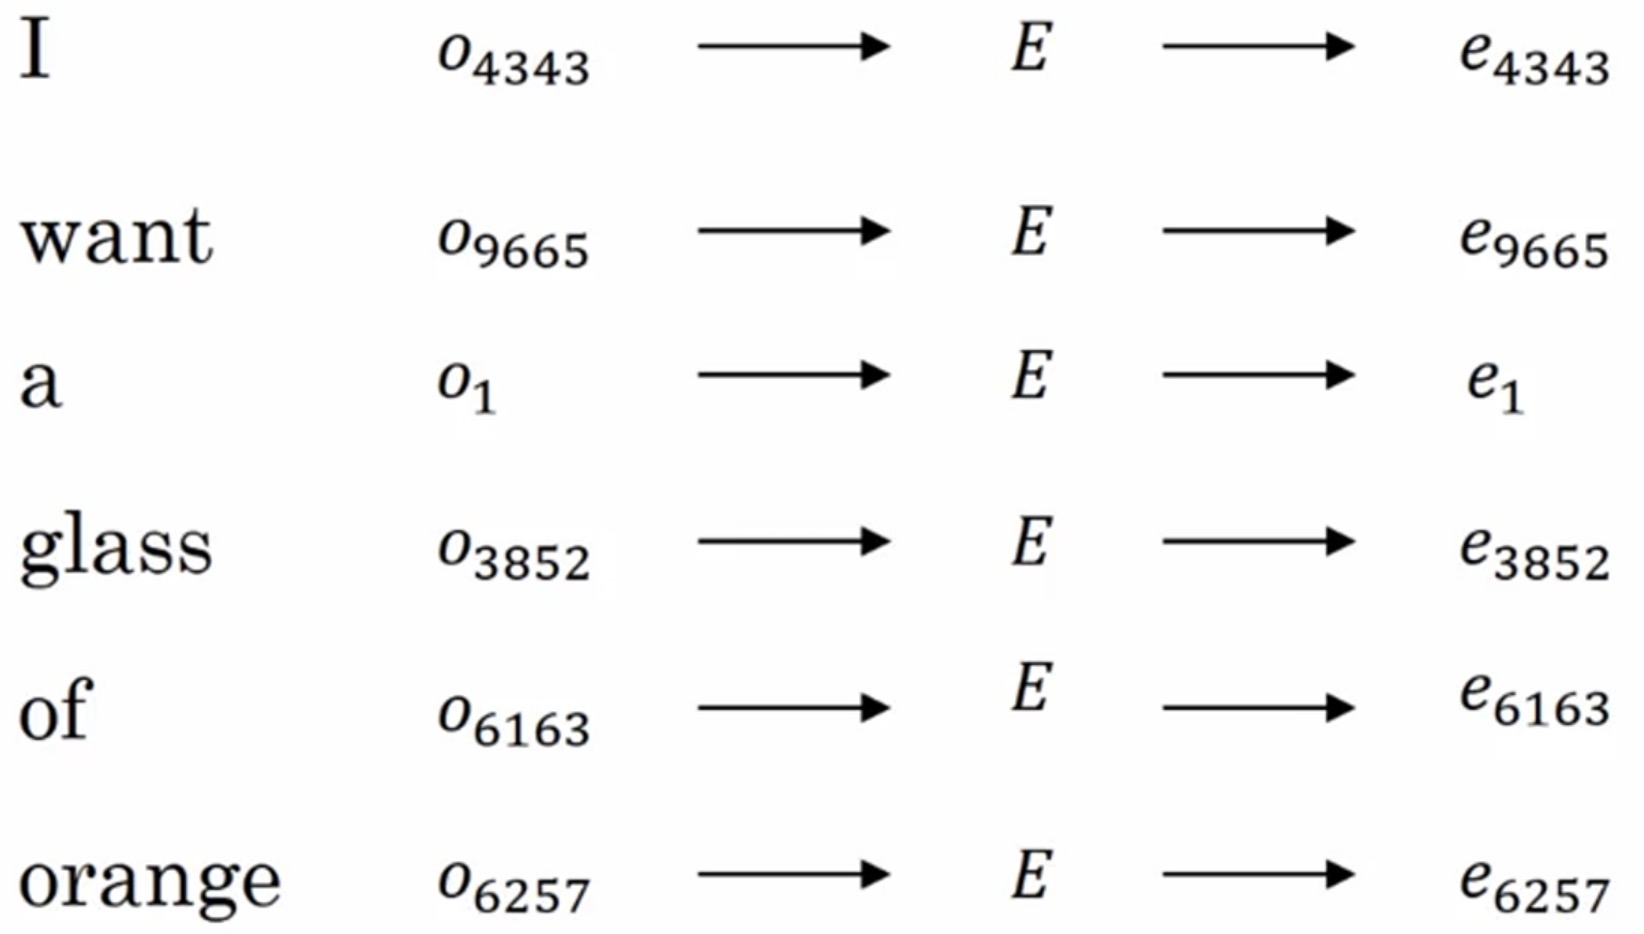 I o₄₃₄₃ → E → e₄₃₄₃
want o₉₆₆₅ → E → e₉₆₆₅
a o₁ → E → e₁
glass o₃₈₅₂ → E → e₃₈₅₂
of o₆₁₆₃ → E → e₆₁₆₃
orange o₆₂₅₇ → E → e₆₂₅₇